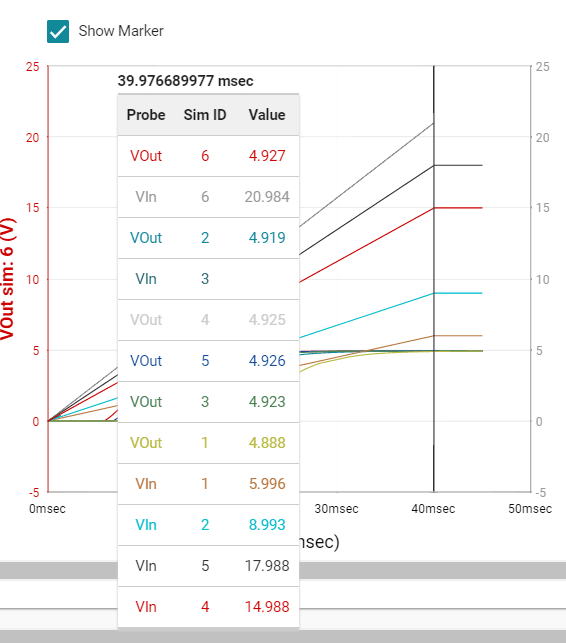 Show Marker
25
20
15
10
5
0
-5
VOut sim: 6 (V)
39.976689977 msec
Probe Sim ID Value
VOut 6 4.927
VIn 6 20.984
VOut 2 4.919
VIn 3
VOut 4 4.925
VOut 5 4.926
VOut 3 4.923
VOut 1 4.888
VIn 1 5.996
VIn 2 8.993
VIn 5 17.988
VIn 4 14.988
25
20
15
10
5
0
-5
0msec 30msec 40msec 50msec
msec)